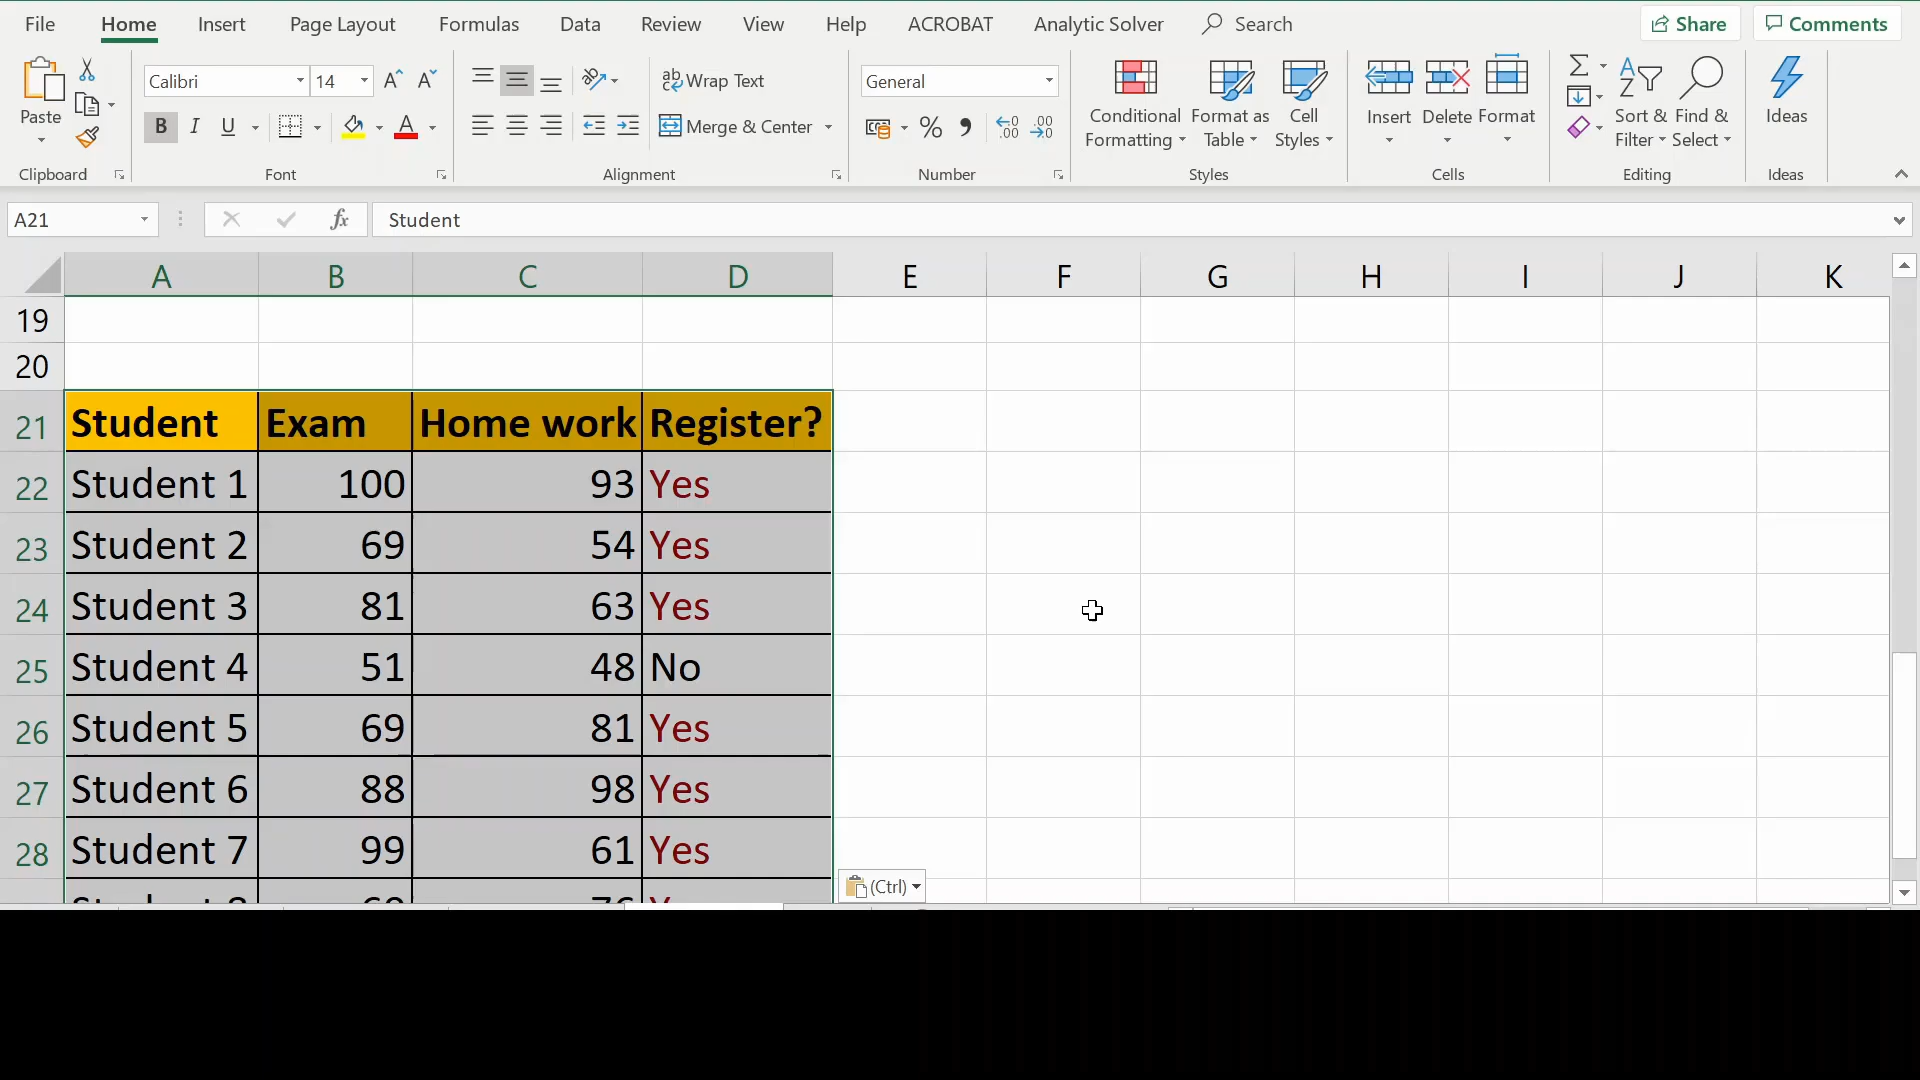 File Home Insert Page Layout Formulas Data Review View Help ACROBAT Analytic Solver Search Share Comments
Calibri 14 A A ab Wrap Text General
Paste B I U A Merge & Center % , .00 .00
Conditional Formatting Format as Table Cell Styles Insert Delete Format Sort & Filter Find & Select Ideas
Clipboard Font Alignment Number Styles Cells Editing Ideas
A21 fx Student
A B C D E F G H I J K
19
20
21 Student Exam Home work Register?
22 Student 1 100 93 Yes
23 Student 2 69 54 Yes
24 Student 3 81 63 Yes
25 Student 4 51 48 No
26 Student 5 69 81 Yes
27 Student 6 88 98 Yes
28 Student 7 99 61 Yes
(Ctrl)